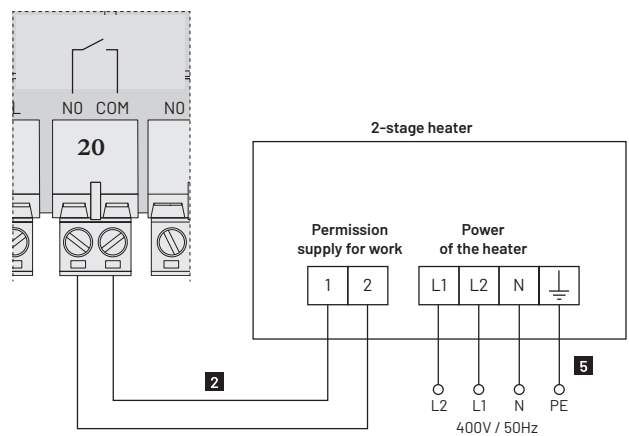 L NO COM NO
20
2-stage heater
Permission
supply for work
Power
of the heater
1 2 L1 L2 N
2
5
L2 L1 N PE
400V / 50Hz